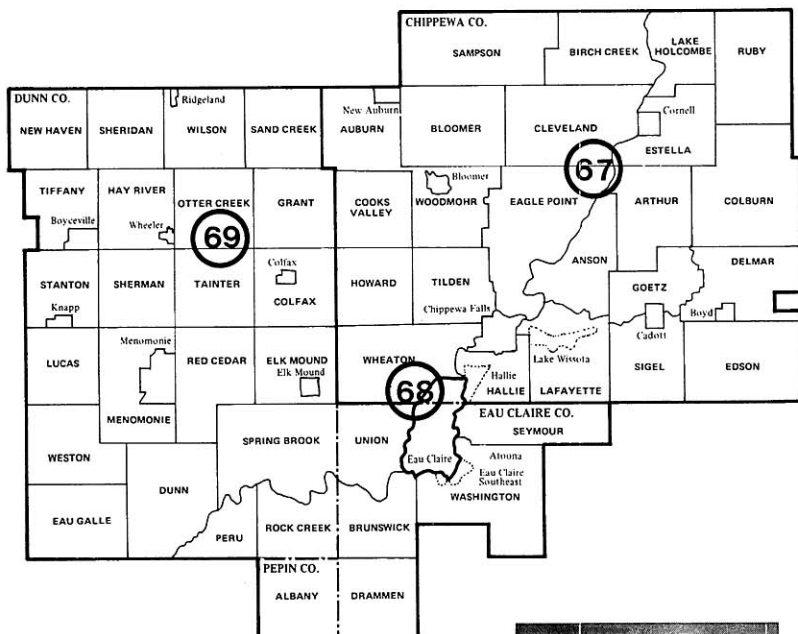 CHIPPEWA CO.
SAMPSON
BIRCH CREEK
LAKE
HOLCOMBE
RUBY
DUNN CO.
Ridgeland
New Auburn
Cornell
NEW HAVEN
SHERIDAN
WILSON
SAND CREEK
AUBURN
BLOOMER
CLEVELAND
ESTELLA
67
TIFFANY
HAY RIVER
OTTER CREEK
GRANT
COOKS
VALLEY
Bloomer
WOODMOHR
EAGLE POINT
ARTHUR
COLBURN
Boyceville
Wheeler
69
STANTON
SHERMAN
TAINTER
Colfax
COLFAX
HOWARD
TILDEN
ANSON
GOETZ
DELMAR
Knapp
Chippewa Falls
Cadott
Boyd
Menomonie
LUCAS
RED CEDAR
ELK MOUND
Elk Mound
WHEATON
Lake Wissota
Hallie
HALLIE
LAFAYETTE
SIGEL
EDSON
68
MENOMONIE
EAU CLAIRE CO.
SEYMOUR
WESTON
SPRING BROOK
UNION
Eau Claire
Altoona
Eau Claire
Southeast
WASHINGTON
DUNN
EAU GALLE
PERU
ROCK CREEK
BRUNSWICK
PEPIN CO.
ALBANY
DRAMMEN